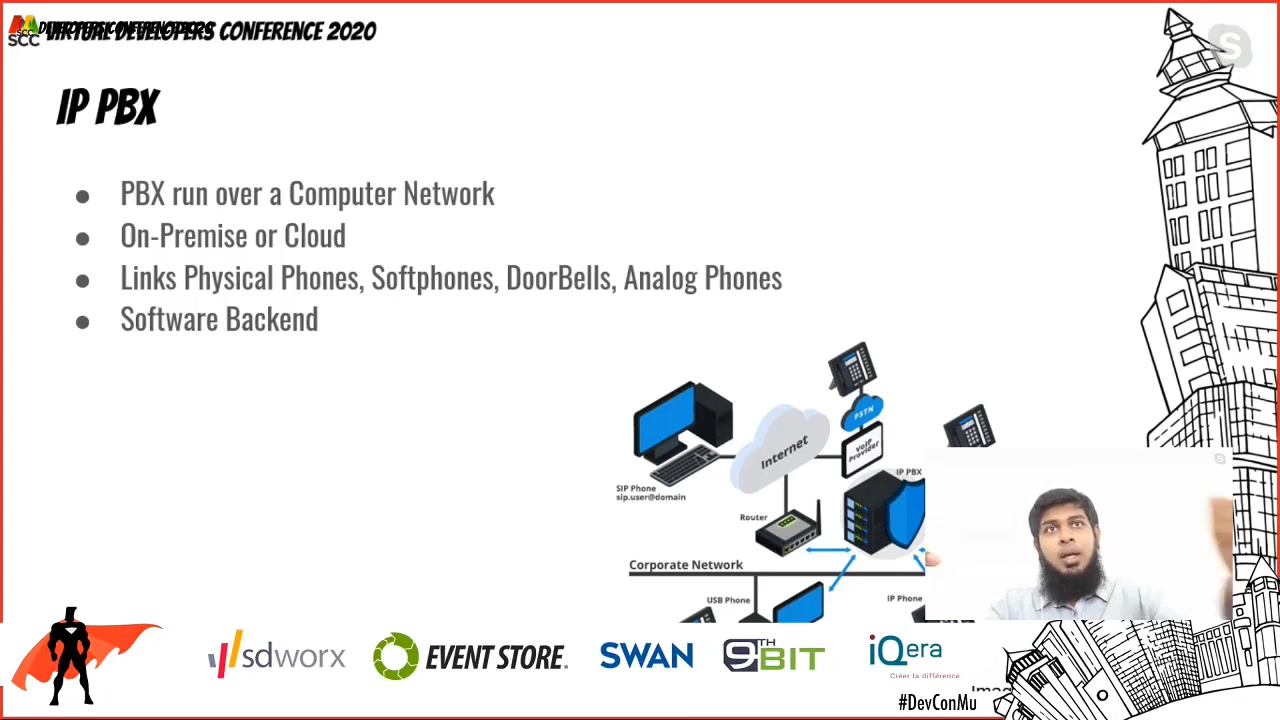 SCC
VIRTUAL DEVELOPERS CONFERENCE 2020
IP PBX
PBX run over a Computer Network
On-Premise or Cloud
Links Physical Phones, Softphones, DoorBells, Analog Phones
Software Backend
PSTN
Internet
VoIP Provider
IP PBX
SIP Phone
sip.user@domain
Router
Corporate Network
USB Phone
IP Phone
sdworx
EVENT STORE.
SWAN
9TH BIT
iQera
Créer la différence
#DevConMu